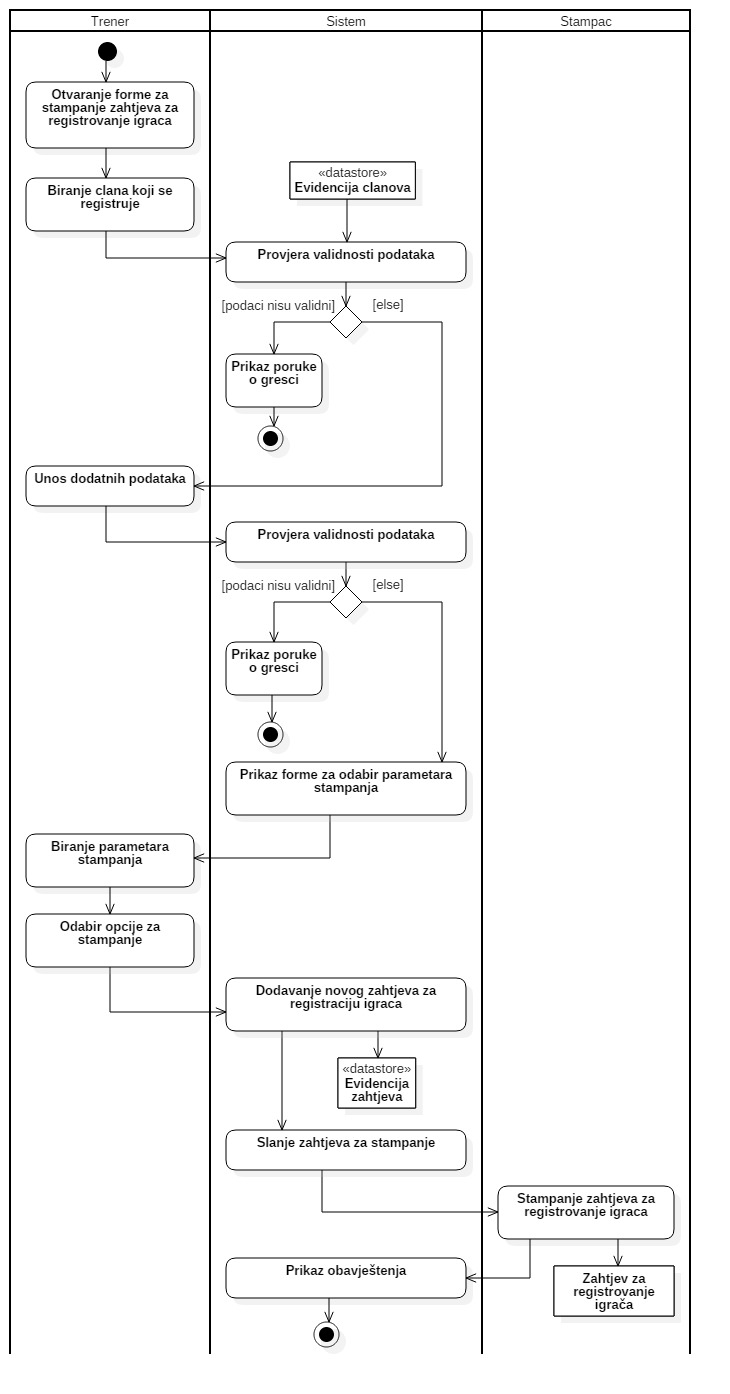 Trener
Sistem
Stampac
Otvaranje forme za
stampanje zahtjeva za
registrovanje igraca
Biranje clana koji se
registruje
«datastore»
Evidencija clanova
Provjera validnosti podataka
[podaci nisu validni]
[else]
Prikaz poruke
o gresci
Unos dodatnih podataka
Provjera validnosti podataka
[podaci nisu validni]
[else]
Prikaz poruke
o gresci
Prikaz forme za odabir parametara
stampanja
Biranje parametara
stampanja
Odabir opcije za
stampanje
Dodavanje novog zahtjeva za
registraciju igraca
«datastore»
Evidencija
zahtjeva
Slanje zahtjeva za stampanje
Stampanje zahtjeva za
registrovanje igraca
Prikaz obavještenja
Zahtjev za
registrovanje
igrača